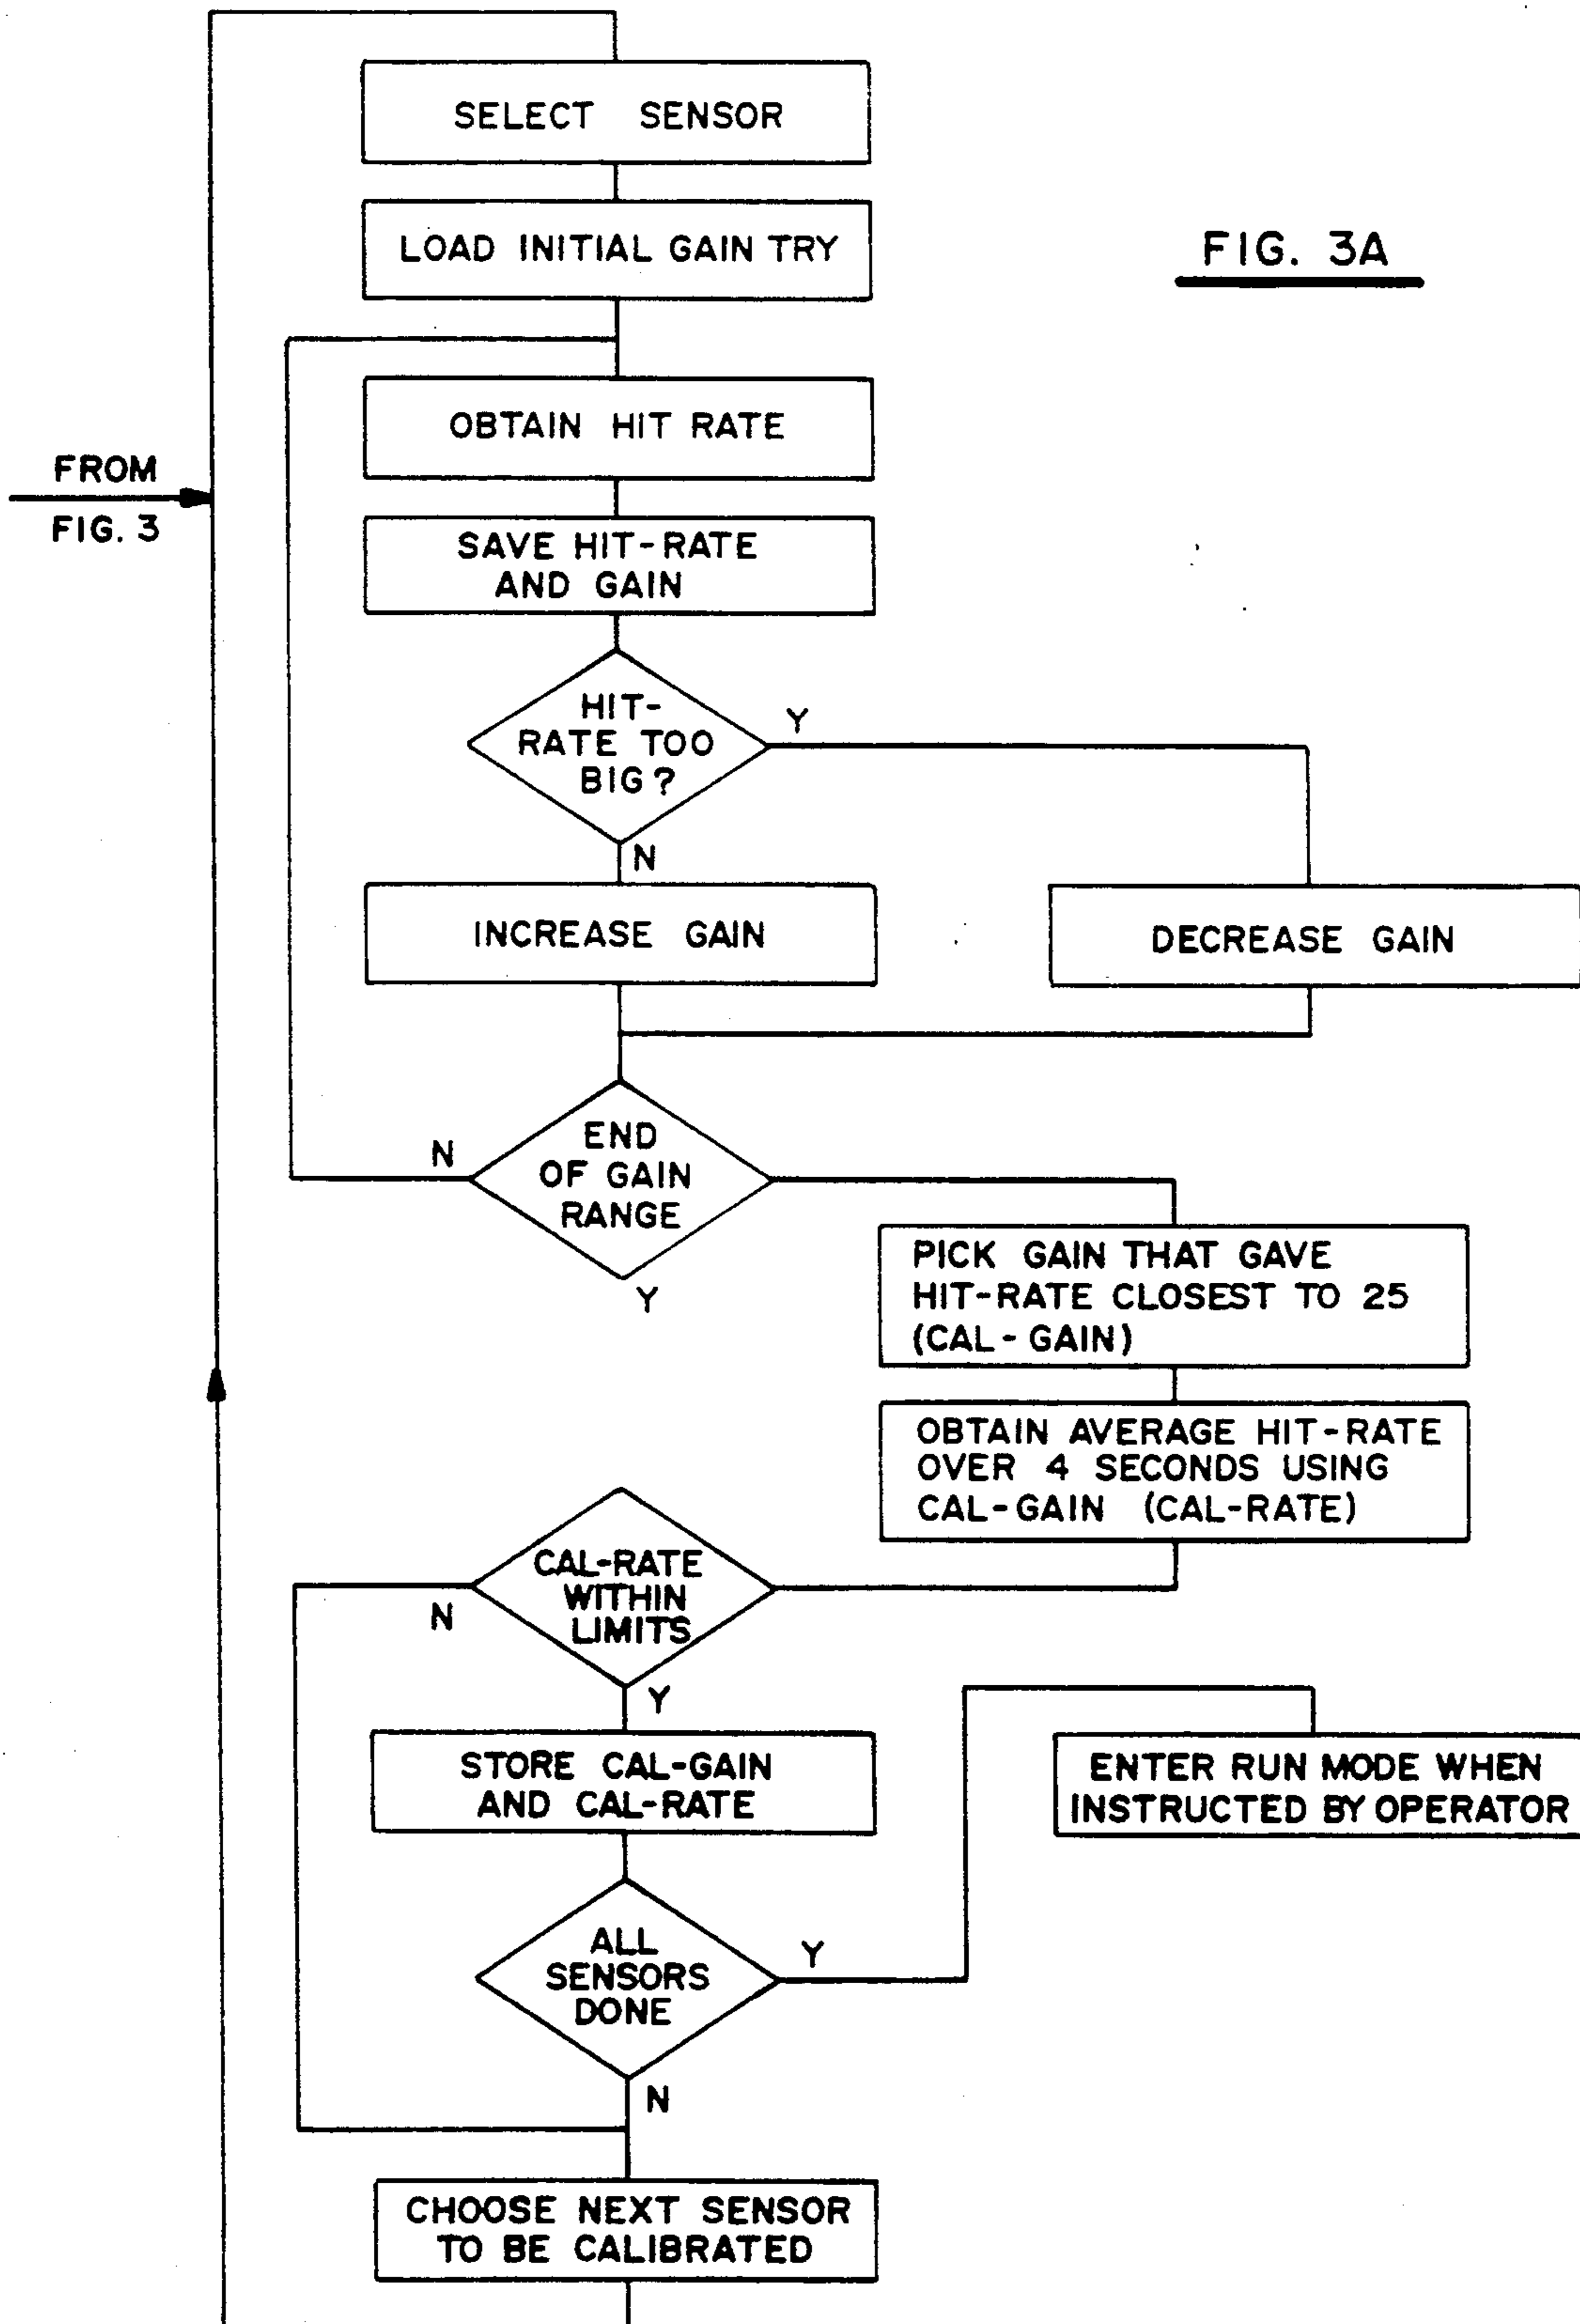 SELECT SENSOR
LOAD INITIAL GAIN TRY
FIG. 3A
OBTAIN HIT RATE
FROM
FIG. 3
SAVE HIT-RATE
AND GAIN
HIT-
RATE TOO
BIG?
Y
N
INCREASE GAIN
DECREASE GAIN
END
OF GAIN
RANGE
N
Y
PICK GAIN THAT GAVE
HIT-RATE CLOSEST TO 25
(CAL-GAIN)
OBTAIN AVERAGE HIT-RATE
OVER 4 SECONDS USING
CAL-GAIN (CAL-RATE)
CAL-RATE
WITHIN
LIMITS
N
Y
STORE CAL-GAIN
AND CAL-RATE
ENTER RUN MODE WHEN
INSTRUCTED BY OPERATOR
ALL
SENSORS
DONE
Y
N
CHOOSE NEXT SENSOR
TO BE CALIBRATED